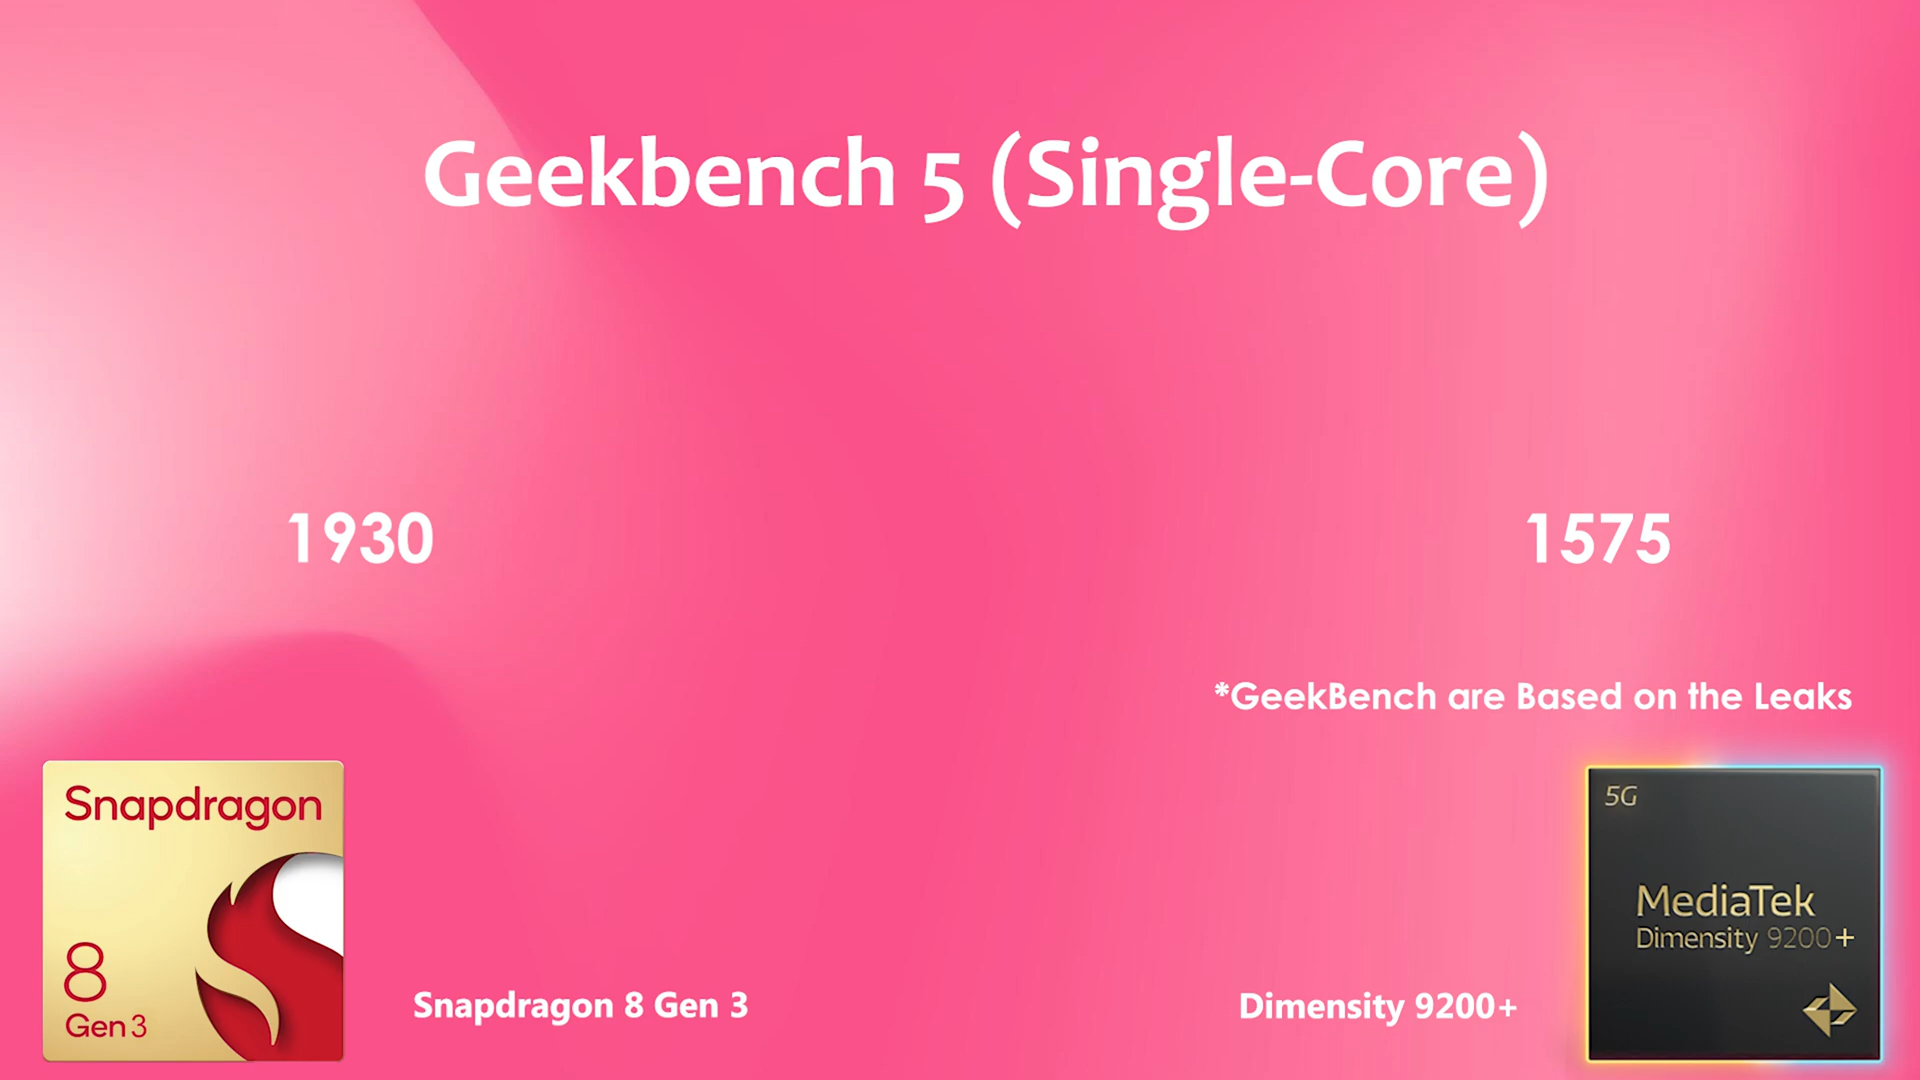 Geekbench 5 (Single-Core)
1930
1575
*GeekBench are Based on the Leaks
Snapdragon
8
Gen 3
Snapdragon 8 Gen 3
Dimensity 9200+
5G
MediaTek
Dimensity 9200+